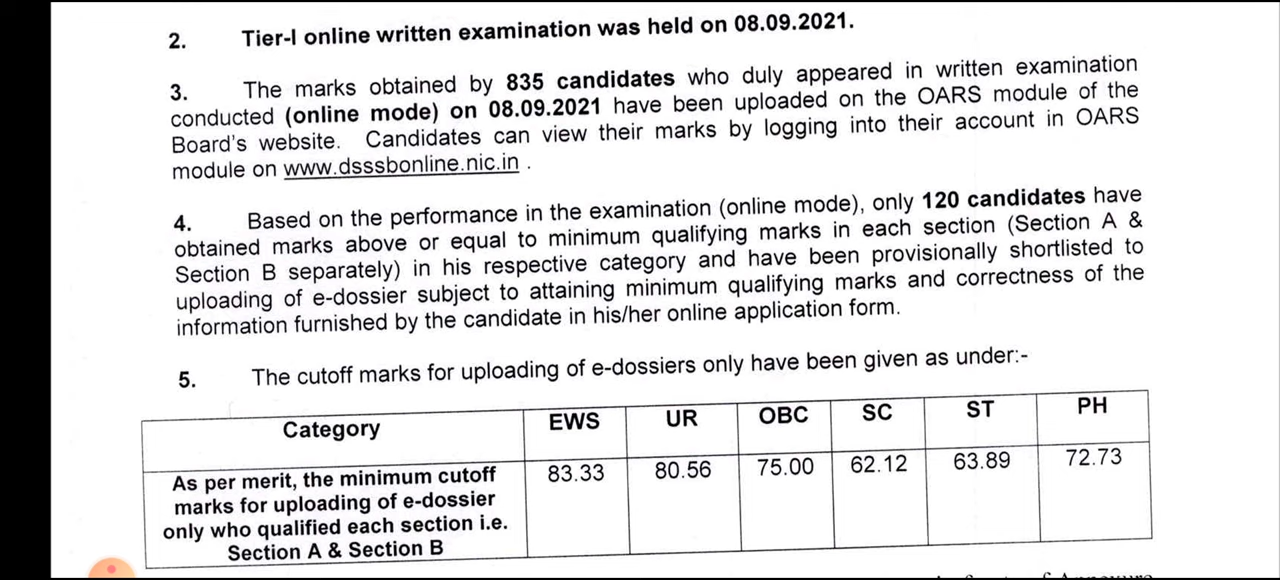 2. Tier-I online written examination was held on 08.09.2021.
3. The marks obtained by 835 candidates who duly appeared in written examination
conducted (online mode) on 08.09.2021 have been uploaded on the OARS module of the
Board's website. Candidates can view their marks by logging into their account in OARS
module on www.dsssbonline.nic.in .
4. Based on the performance in the examination (online mode), only 120 candidates have
obtained marks above or equal to minimum qualifying marks in each section (Section A &
Section B separately) in his respective category and have been provisionally shortlisted to
uploading of e-dossier subject to attaining minimum qualifying marks and correctness of the
information furnished by the candidate in his/her online application form.
5. The cutoff marks for uploading of e-dossiers only have been given as under:-
Category EWS UR OBC SC ST PH
As per merit, the minimum cutoff 83.33 80.56 75.00 62.12 63.89 72.73
marks for uploading of e-dossier
only who qualified each section i.e.
Section A & Section B